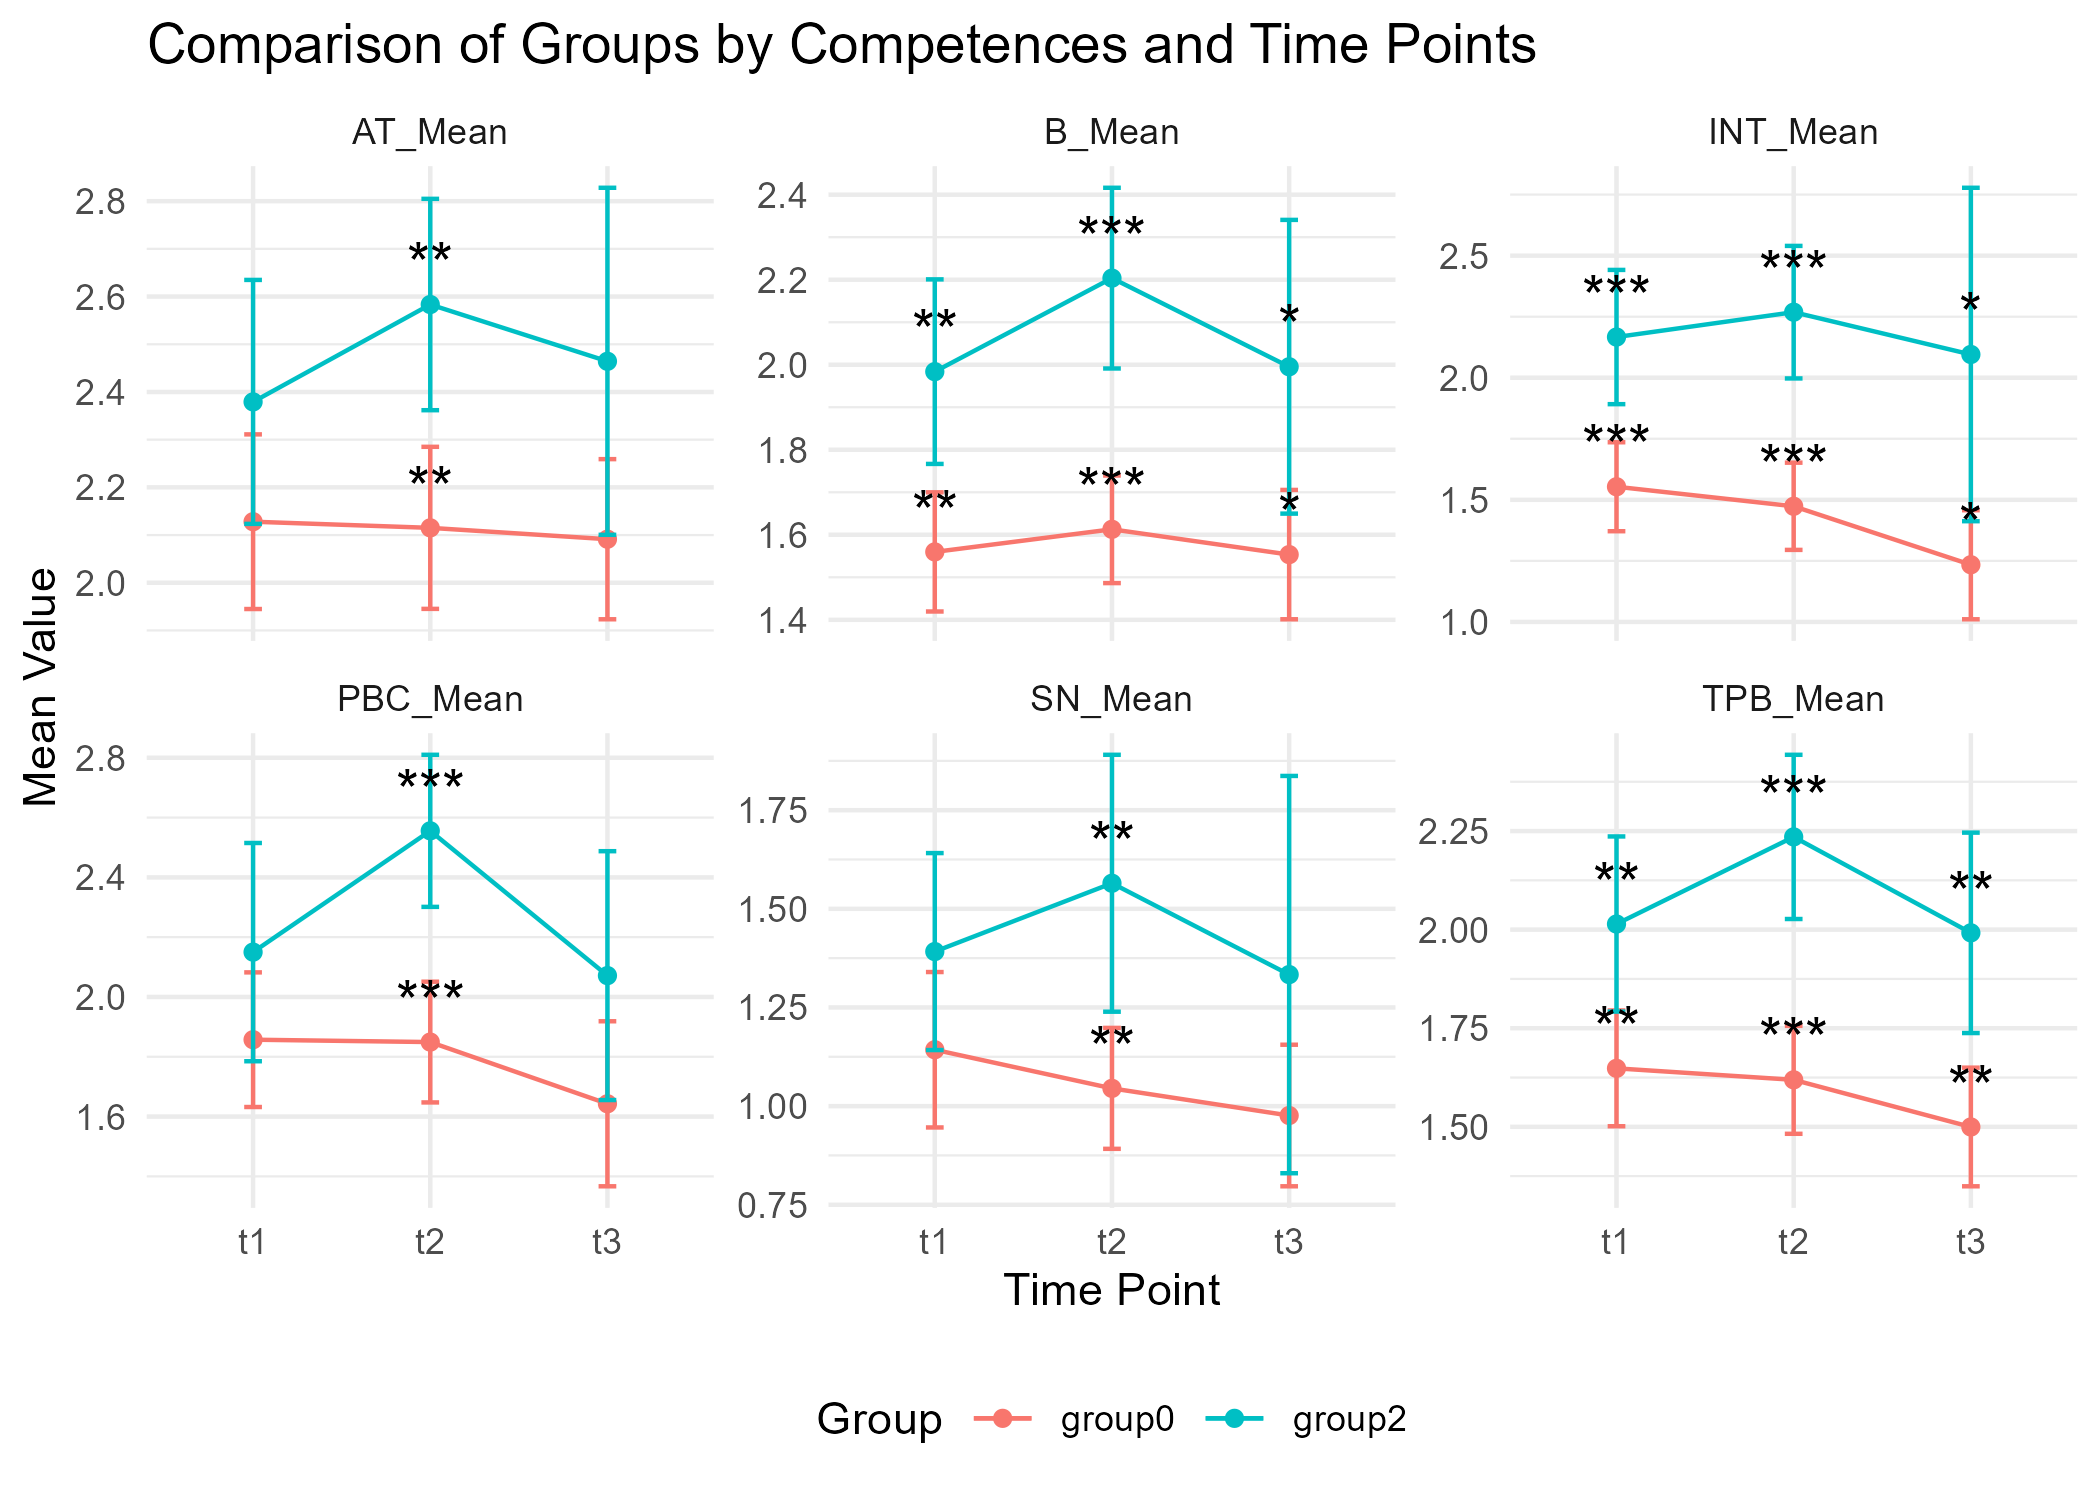 Comparison of Groups by Competences and Time Points
AT_Mean
2.8
2.6
2.4
2.2
2.0
**
**
B_Mean
2.4
2.2
2.0
1.8
1.6
1.4
***
**
*
***
**
*
INT_Mean
2.5
2.0
1.5
1.0
***
***
*
***
***
*
Mean Value
PBC_Mean
2.8
2.4
2.0
1.6
***
***
t1
t2
t3
SN_Mean
1.75
1.50
1.25
1.00
0.75
**
**
t1
t2
t3
TPB_Mean
2.25
2.00
1.75
1.50
***
**
**
**
***
**
t1
t2
t3
Time Point
Group group0 group2